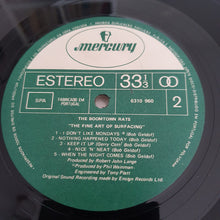 mercury
ESTEREO 33 1/3
SPA
FABRICADO EM
PORTUGAL
6310 960
2
THE BOOMTOWN RATS
"THE FINE ART OF SURFACING"
1 - I DON'T LIKE MONDAYS * (Bob Geldof)
2 - NOTHING HAPPENED TODAY (Bob Geldof)
3 - KEEP IT UP (Gerry Cott * Bob Geldof)
4 - NICE 'N' NEAT (Bob Geldof)
5 - WHEN THE NIGHT COMES (Bob Geldof)
Produced by Robert John Lange
* Produced by Phil Wainman
Engineered by Tony Platt
Original Sound Recording made by Ensign Records Ltd.